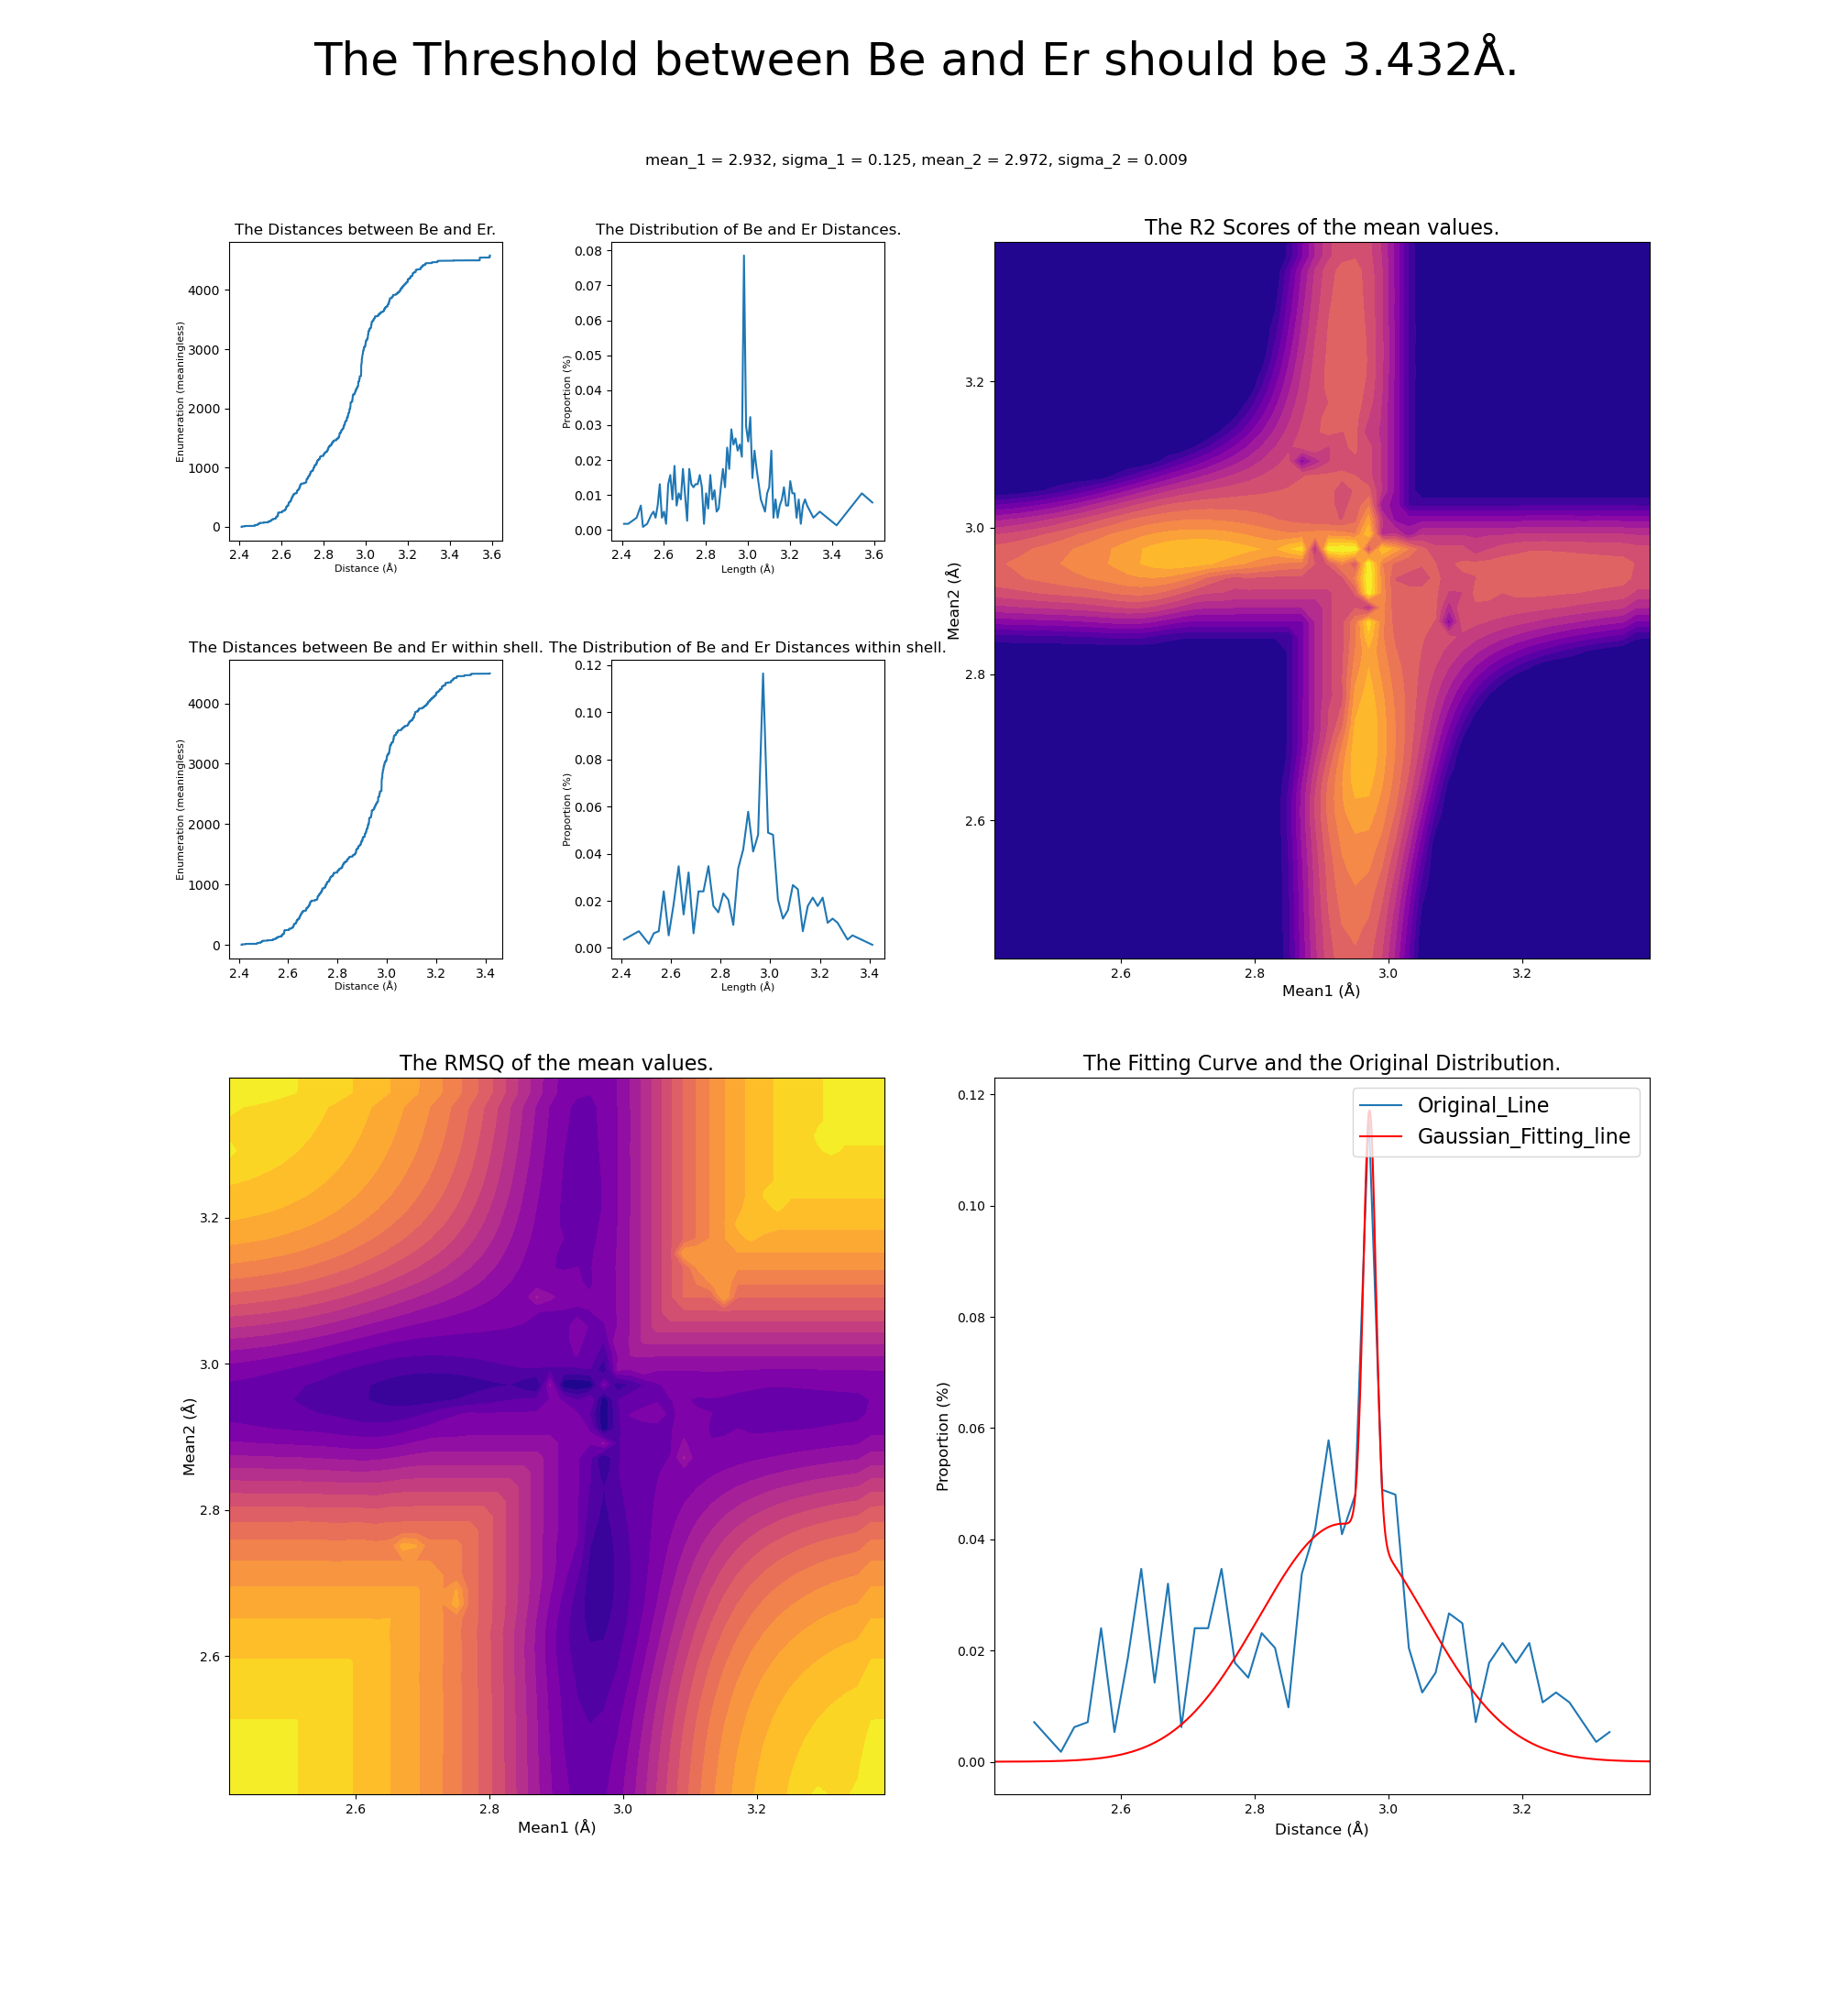 The Threshold between Be and Er should be 3.432Å.
mean_1 = 2.932, sigma_1 = 0.125, mean_2 = 2.972, sigma_2 = 0.009
The Distances between Be and Er.
Enumeration (meaningless)
4000
3000
2000
1000
0
2.4 2.6 2.8 3.0 3.2 3.4 3.6
Distance (Å)
The Distribution of Be and Er Distances.
Proportion (%)
0.08
0.07
0.06
0.05
0.04
0.03
0.02
0.01
0.00
2.4 2.6 2.8 3.0 3.2 3.4 3.6
Length (Å)
The R2 Scores of the mean values.
Mean2 (Å)
3.2
3.0
2.8
2.6
2.6 2.8 3.0 3.2
Mean1 (Å)
The Distances between Be and Er within shell.
Enumeration (meaningless)
4000
3000
2000
1000
0
2.4 2.6 2.8 3.0 3.2 3.4
Distance (Å)
The Distribution of Be and Er Distances within shell.
Proportion (%)
0.12
0.10
0.08
0.06
0.04
0.02
0.00
2.4 2.6 2.8 3.0 3.2 3.4
Length (Å)
The RMSQ of the mean values.
Mean2 (Å)
3.2
3.0
2.8
2.6
2.6 2.8 3.0 3.2
Mean1 (Å)
The Fitting Curve and the Original Distribution.
Original_Line
Gaussian_Fitting_line
Proportion (%)
0.12
0.10
0.08
0.06
0.04
0.02
0.00
2.6 2.8 3.0 3.2
Distance (Å)